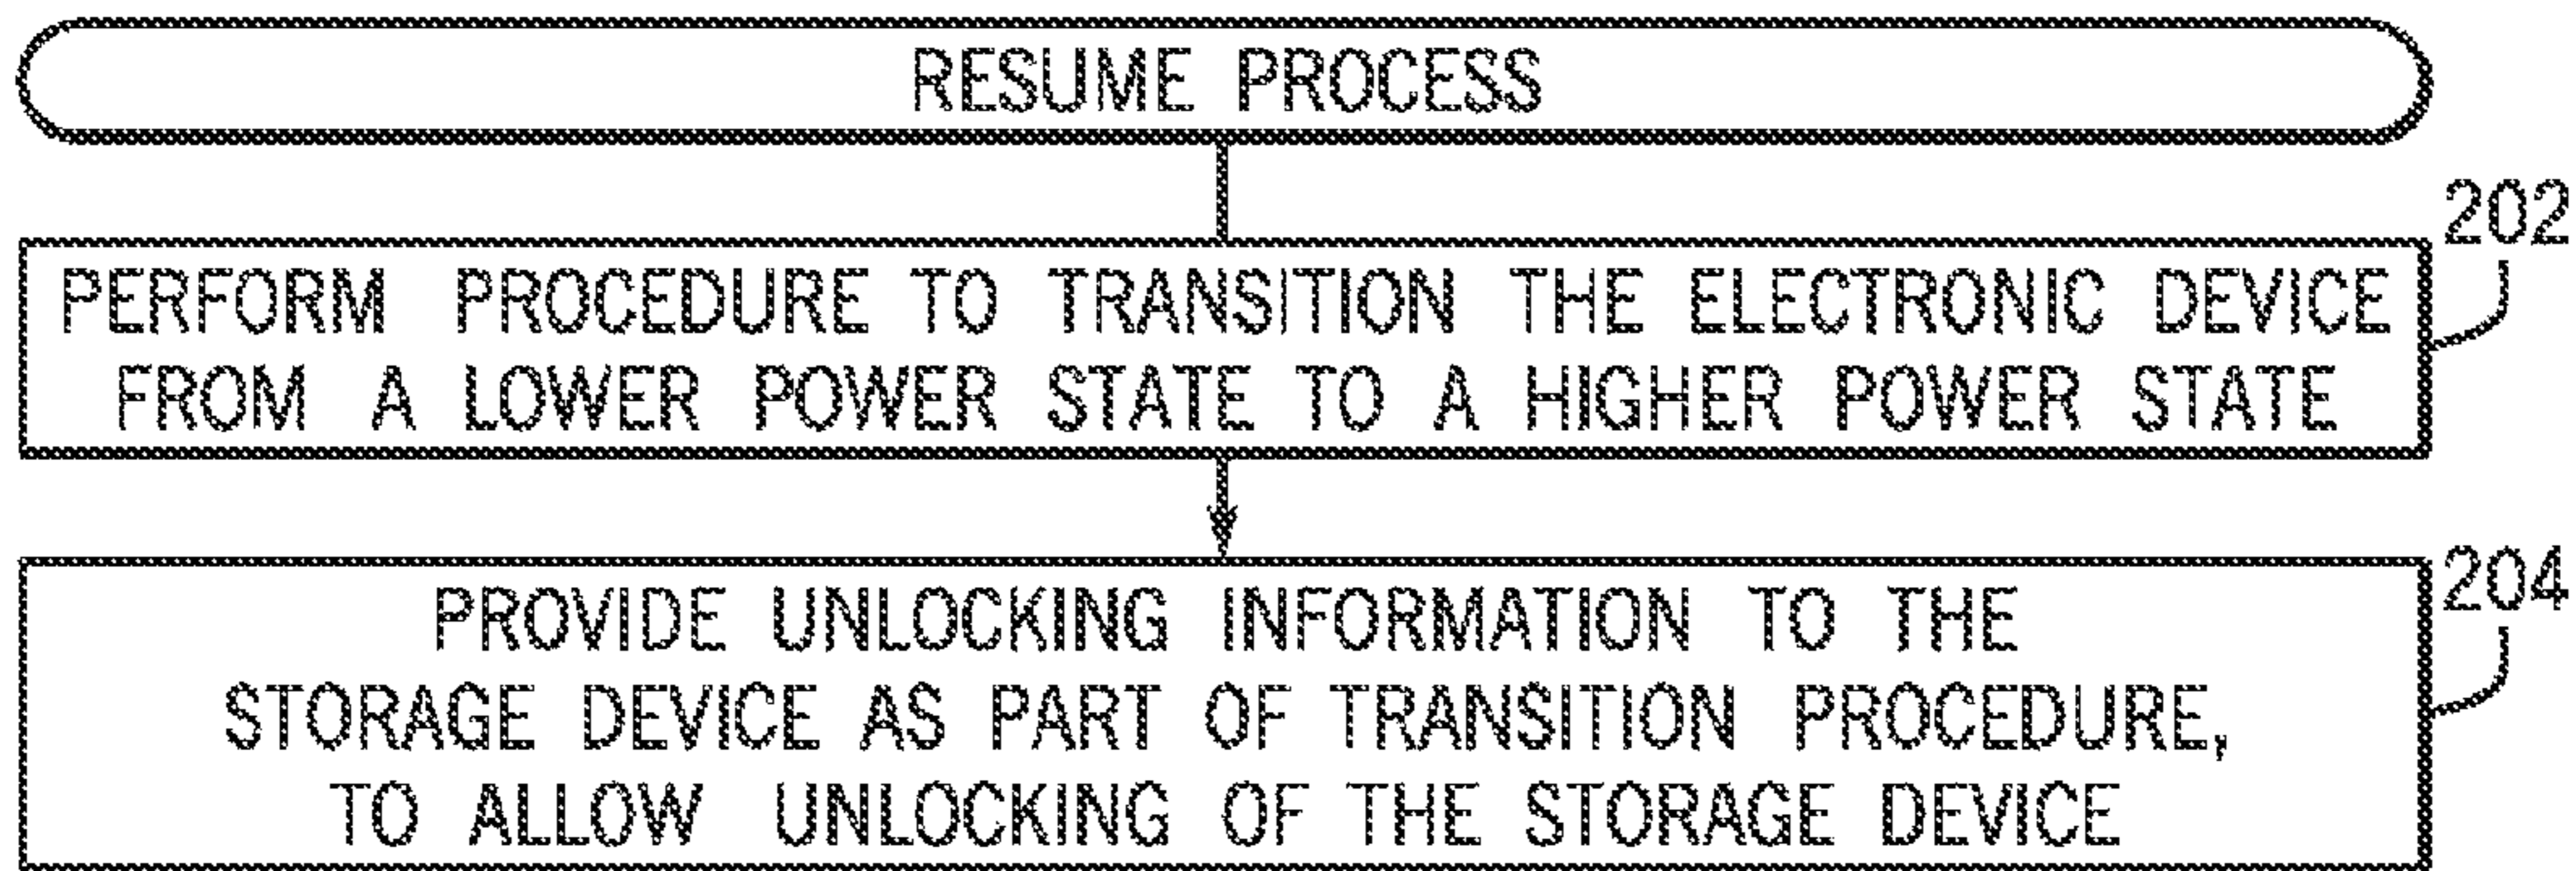 RESUME PROCESS
202
PERFORM PROCEDURE TO TRANSITION THE ELECTRONIC DEVICE
FROM A LOWER POWER STATE TO A HIGHER POWER STATE
204
PROVIDE UNLOCKING INFORMATION TO THE
STORAGE DEVICE AS PART OF TRANSITION PROCEDURE,
TO ALLOW UNLOCKING OF THE STORAGE DEVICE